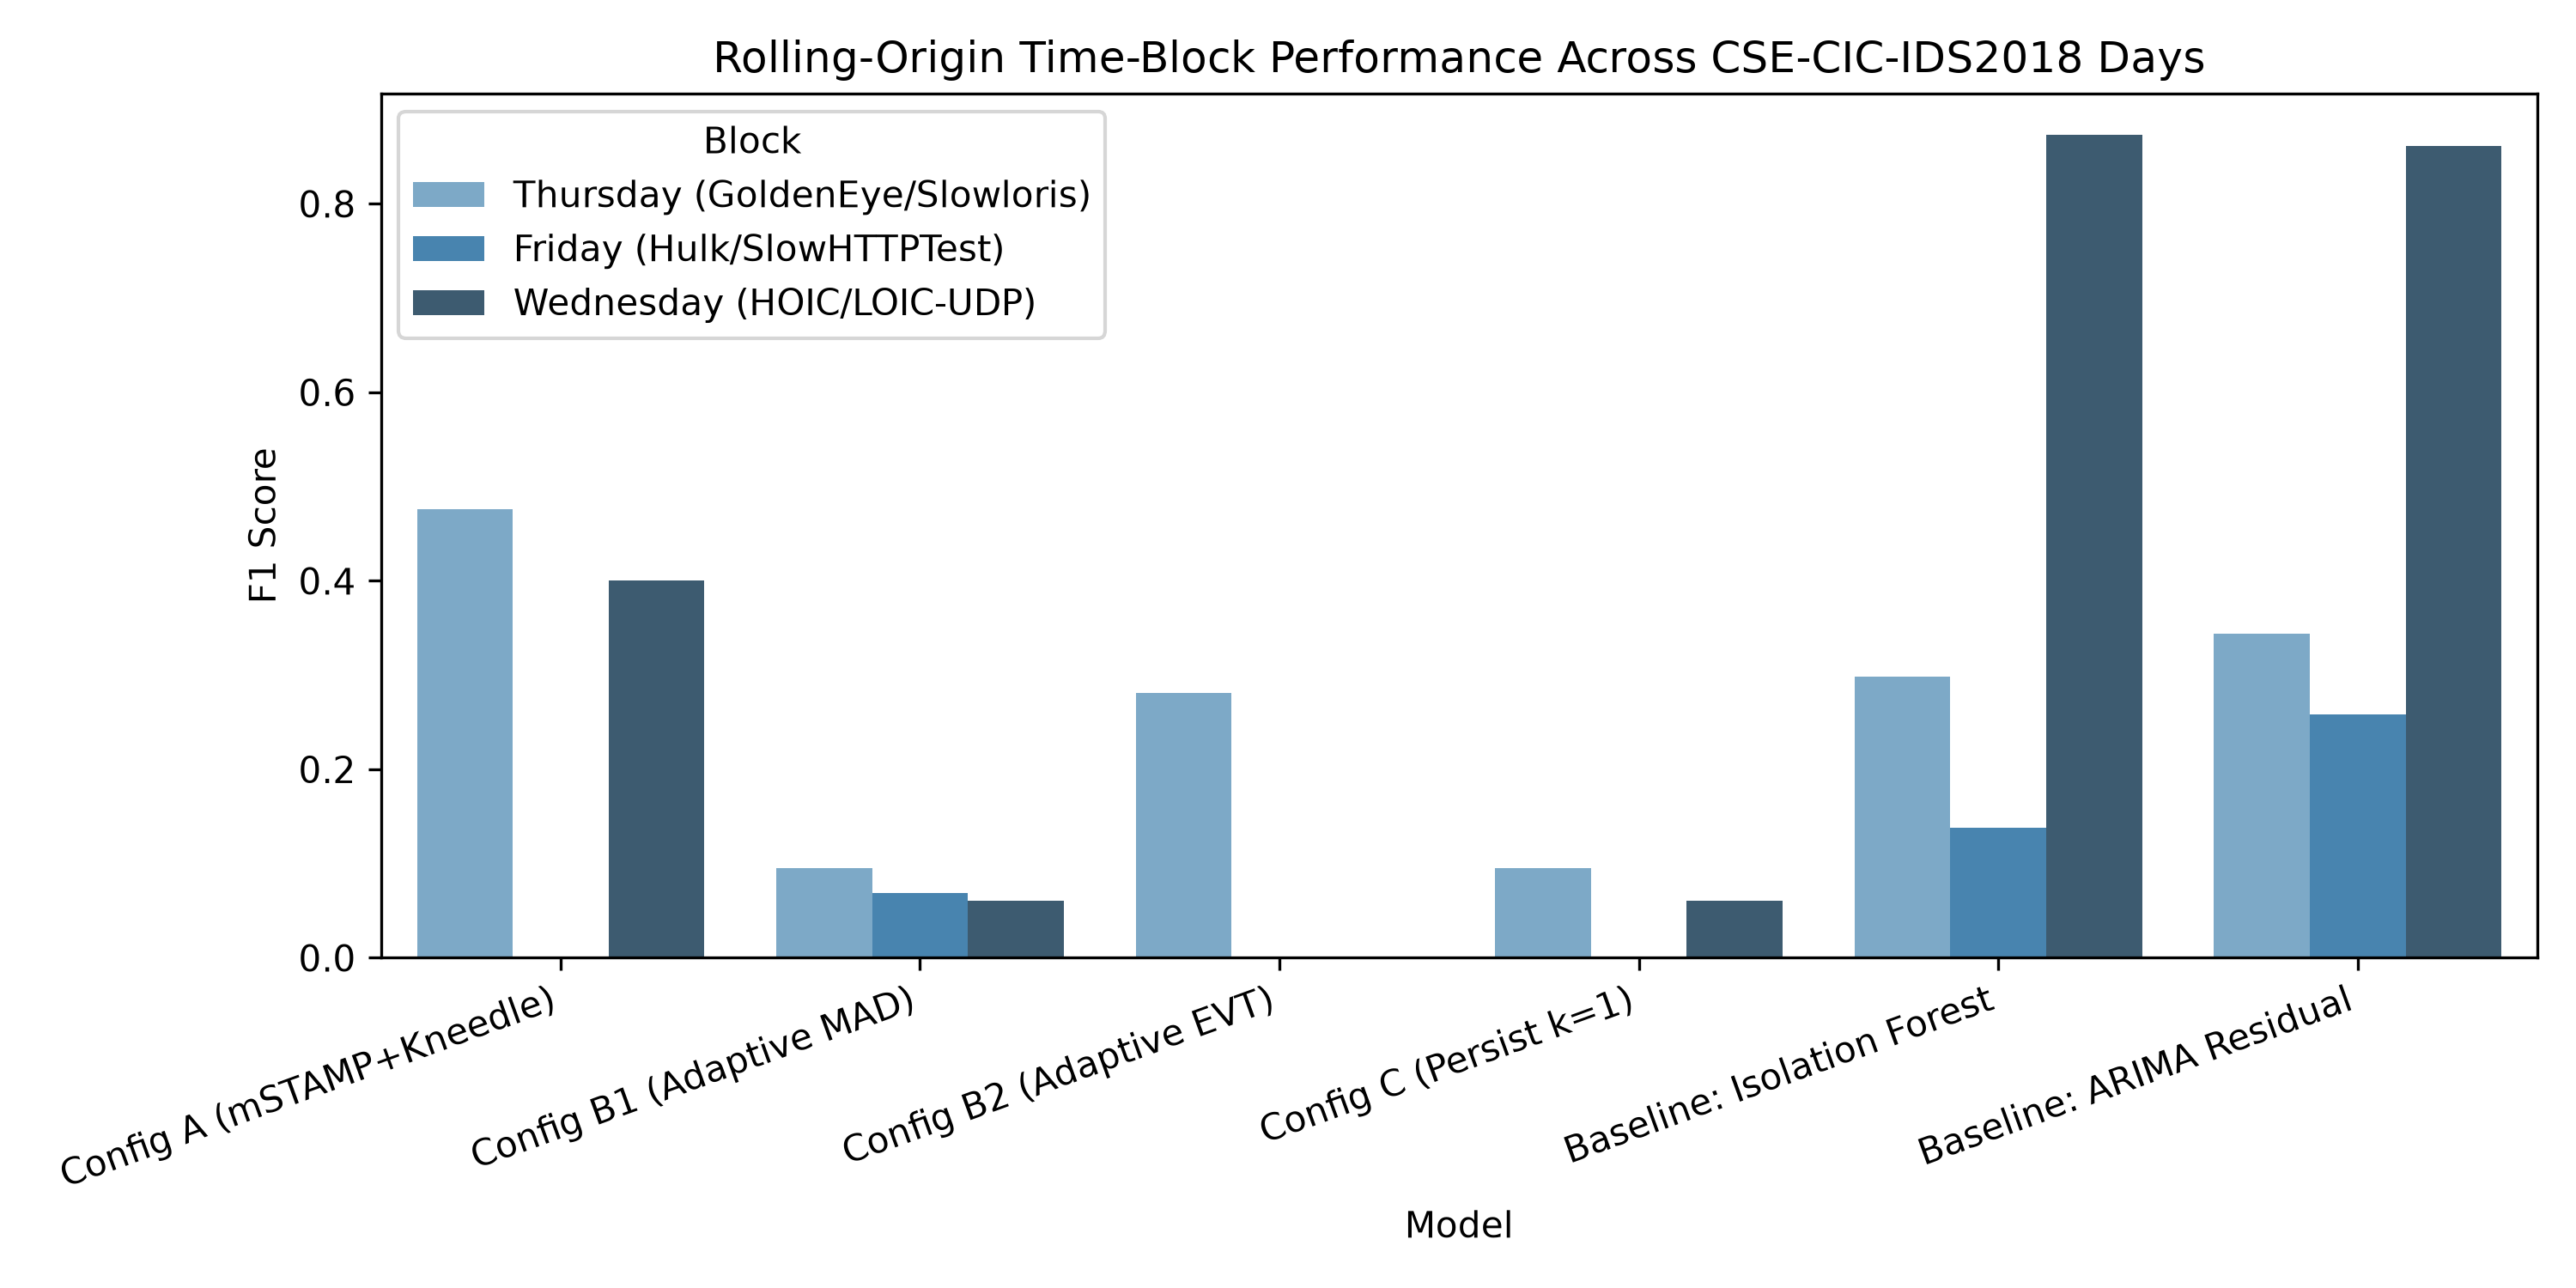 Rolling-Origin Time-Block Performance Across CSE-CIC-IDS2018 Days
Block
Thursday (GoldenEye/Slowloris)
Friday (Hulk/SlowHTTPTest)
Wednesday (HOIC/LOIC-UDP)
F1 Score
0.8
0.6
0.4
0.2
0.0
Config A (mSTAMP+Kneedle)
Config B1 (Adaptive MAD)
Config B2 (Adaptive EVT)
Config C (Persist k=1)
Baseline: Isolation Forest
Baseline: ARIMA Residual
Model